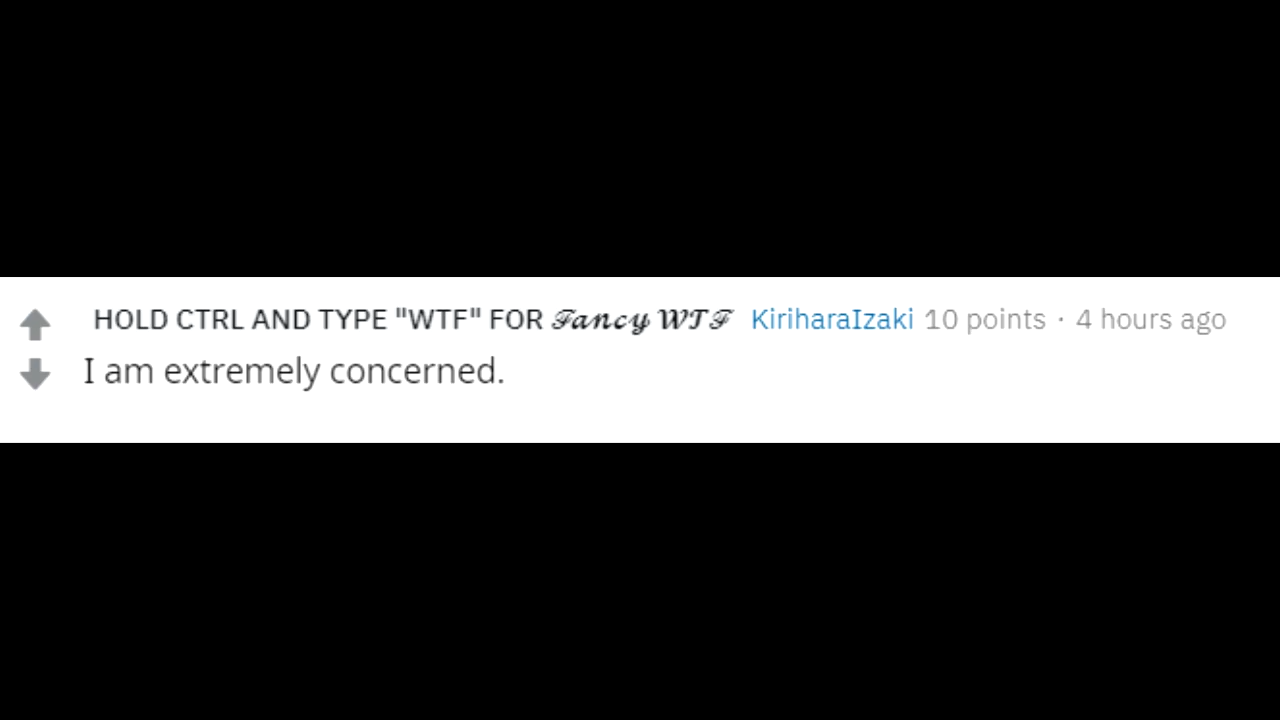 HOLD CTRL AND TYPE "WTF" FOR 𝓕𝓪𝓷𝓬𝔂 𝓦𝓣𝓕 KiriharaIzaki 10 points · 4 hours ago
I am extremely concerned.